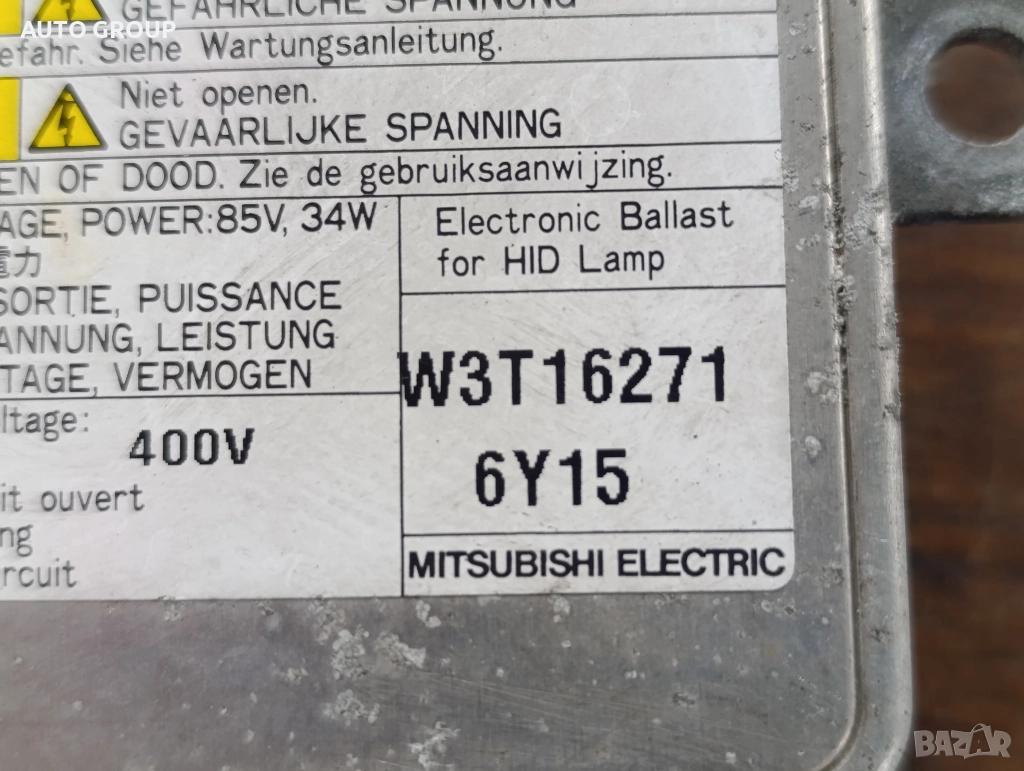 GEFÄHRLICHE SPANNUNG
AUTO GROUP
efahr. Siehe Wartungsanleitung.
Niet openen.
GEVAARLIJKE SPANNING
EN OF DOOD. Zie de gebruiksaanwijzing.
AGE, POWER:85V, 34W
電力
SORTIE, PUISSANCE
ANNUNG, LEISTUNG
TAGE, VERMOGEN
ltage:
400V
it ouvert
ng
rcuit
Electronic Ballast
for HID Lamp
W3T16271
6Y15
MITSUBISHI ELECTRIC
BAZAR